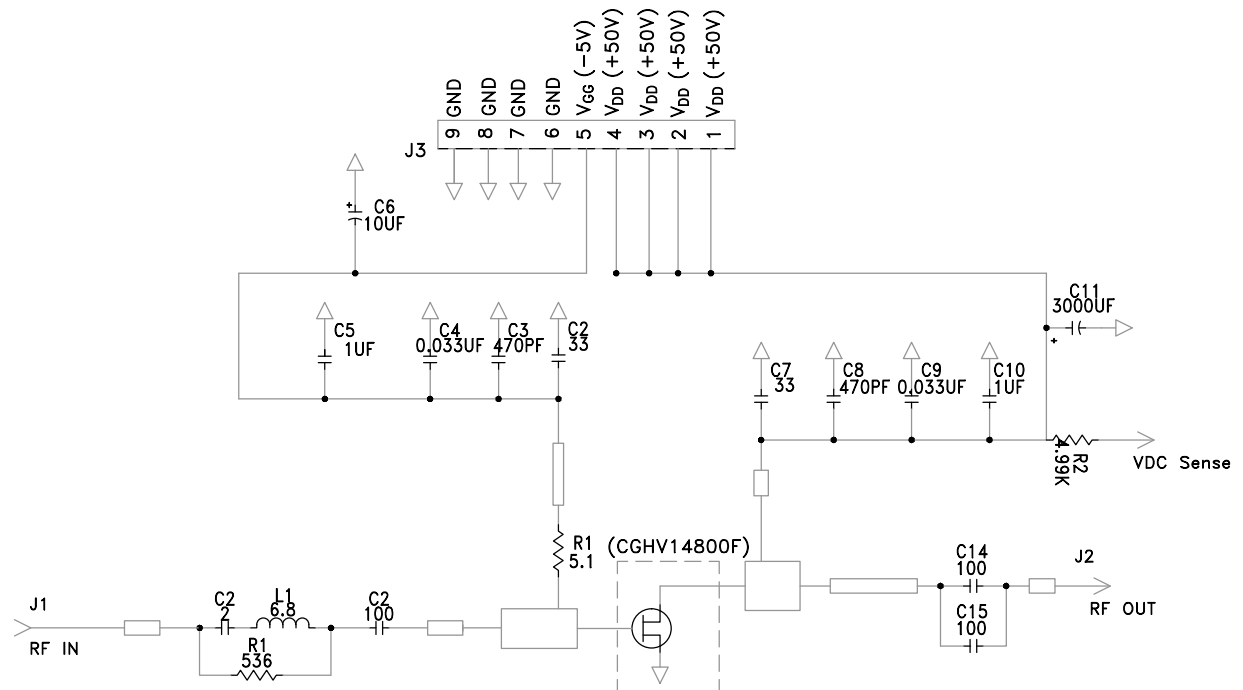 GND
GND
GND
GND
VGG (-5V)
VDD (+50V)
VDD (+50V)
VDD (+50V)
VDD (+50V)
9
8
7
6
5
4
3
2
1
J3
+
C6
10UF
C11
3000UF
+
C5
1UF
C4
0.033UF
C3
470PF
C2
33
C7
33
C8
470PF
C9
0.033UF
C10
1UF
4.99K
R2
VDC Sense
R1
5.1
(CGHV14800F)
C14
100
J2
RF OUT
C15
100
J1
RF IN
C2
2
L1
6.8
C2
100
R1
536